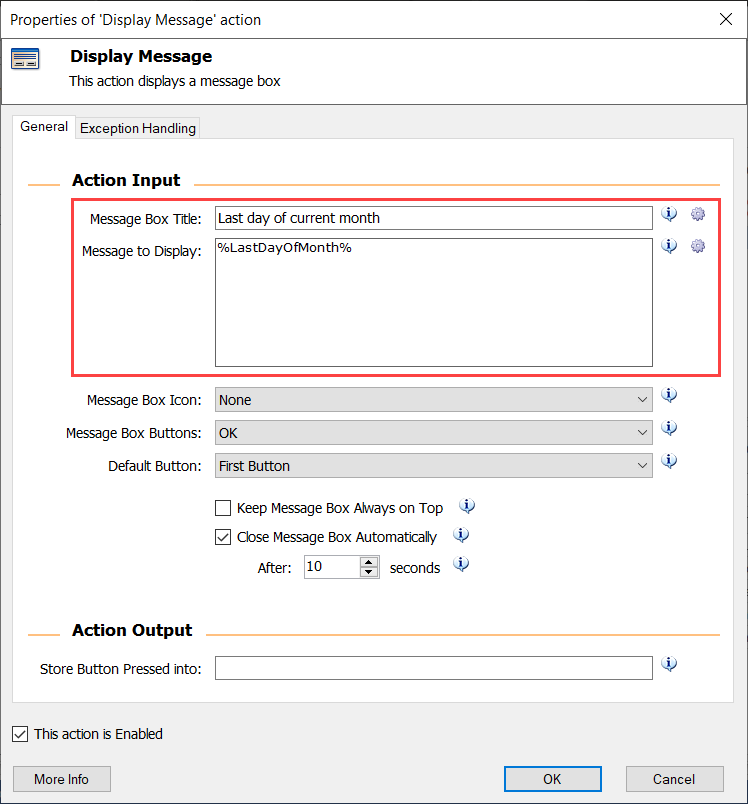 Properties of 'Display Message' action
Display Message
This action displays a message box
General
Exception Handling
Action Input
Message Box Title:
Last day of current month
Message to Display:
%LastDayOfMonth%
Message Box Icon:
None
Message Box Buttons:
OK
Default Button:
First Button
Keep Message Box Always on Top
Close Message Box Automatically
After:
10
seconds
Action Output
Store Button Pressed into:
This action is Enabled
More Info
OK
Cancel